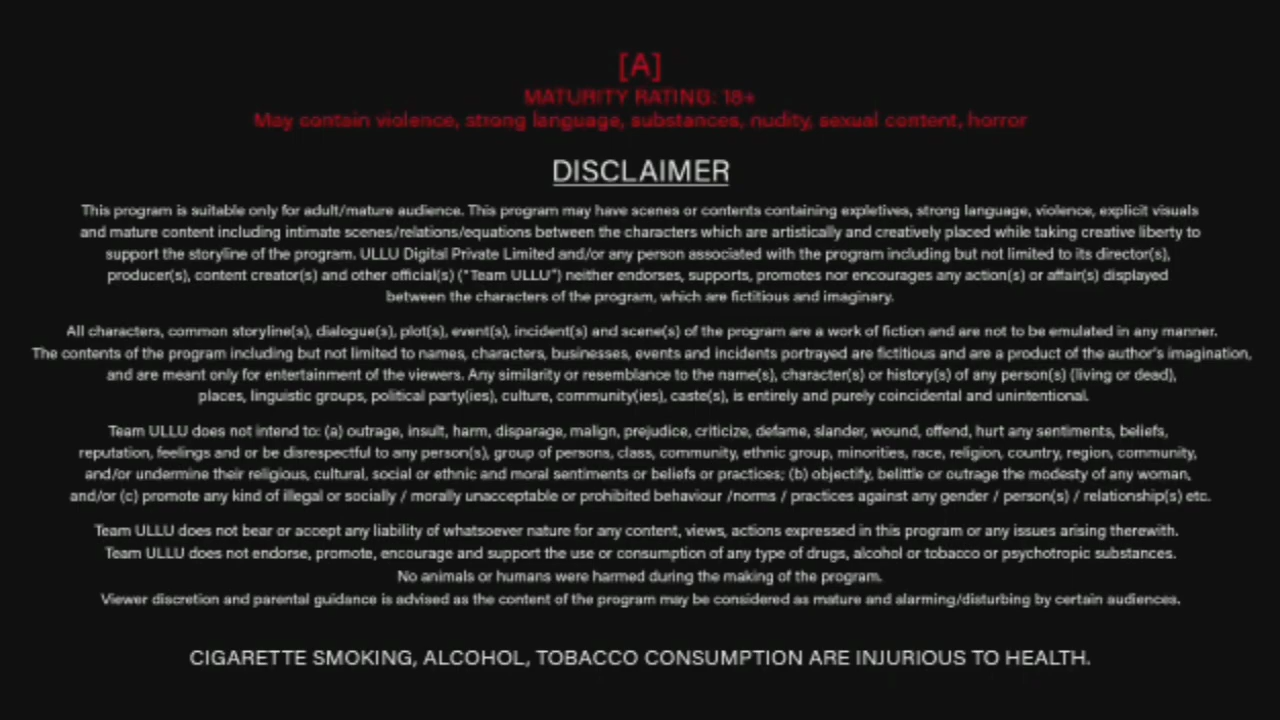 [A]
MATURITY RATING: 18+
May contain violence, strong language, substances, nudity, sexual content, horror
DISCLAIMER
This program is suitable only for adult/mature audience. This program may have scenes or contents containing expletives, strong language, violence, explicit visuals
and mature content including intimate scenes/relations/equations between the characters which are artistically and creatively placed while taking creative liberty to
support the storyline of the program. ULLU Digital Private Limited and/or any person associated with the program including but not limited to its director(s),
producer(s), content creator(s) and other official(s) ("Team ULLU") neither endorses, supports, promotes nor encourages any action(s) or affair(s) displayed
between the characters of the program, which are fictitious and imaginary.
All characters, common storyline(s), dialogue(s), plot(s), event(s), incident(s) and scene(s) of the program are a work of fiction and are not to be emulated in any manner.
The contents of the program including but not limited to names, characters, businesses, events and incidents portrayed are fictitious and are a product of the author's imagination,
and are meant only for entertainment of the viewers. Any similarity or resemblance to the name(s), character(s) or history(s) of any person(s) (living or dead),
places, linguistic groups, political party(ies), culture, community(ies), caste(s), is entirely and purely coincidental and unintentional.
Team ULLU does not intend to: (a) outrage, insult, harm, disparage, malign, prejudice, criticize, defame, slander, wound, offend, hurt any sentiments, beliefs,
reputation, feelings and or be disrespectful to any person(s), group of persons, class, community, ethnic group, minorities, race, religion, country, region, community,
and/or undermine their religious, cultural, social or ethnic and moral sentiments or beliefs or practices; (b) objectify, belittle or outrage the modesty of any woman,
and/or (c) promote any kind of illegal or socially / morally unacceptable or prohibited behaviour /norms / practices against any gender / person(s) / relationship(s) etc.
Team ULLU does not bear or accept any liability of whatsoever nature for any content, views, actions expressed in this program or any issues arising therewith.
Team ULLU does not endorse, promote, encourage and support the use or consumption of any type of drugs, alcohol or tobacco or psychotropic substances.
No animals or humans were harmed during the making of the program.
Viewer discretion and parental guidance is advised as the content of the program may be considered as mature and alarming/disturbing by certain audiences.
CIGARETTE SMOKING, ALCOHOL, TOBACCO CONSUMPTION ARE INJURIOUS TO HEALTH.